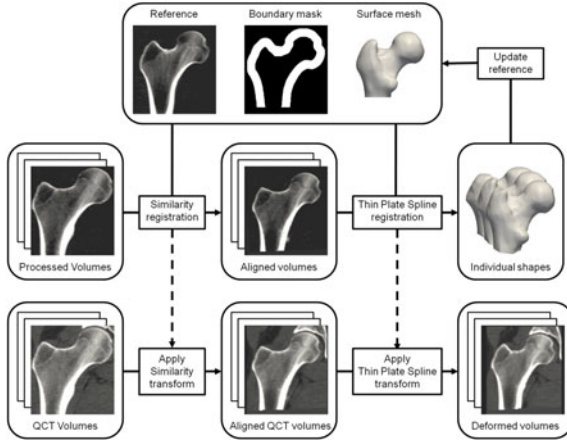 Reference
Boundary mask
Surface mesh
Update
reference
Similarity
registration
Thin Plate Spline
registration
Processed Volumes
Aligned volumes
Individual shapes
Apply
Similarity
transform
Apply
Thin Plate Spline
transform
QCT Volumes
Aligned QCT volumes
Deformed volumes